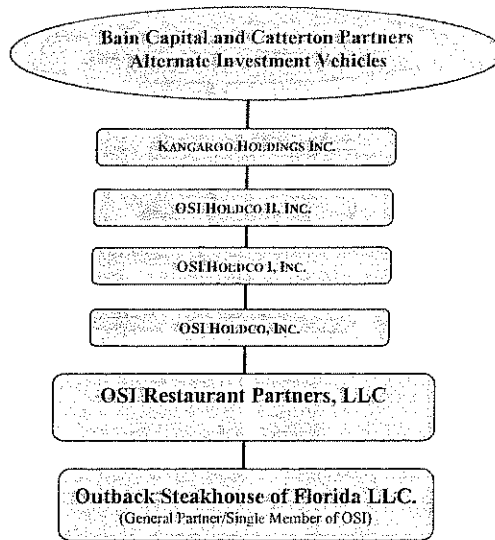 Bain Capital and Catterton Partners
Alternate Investment Vehicles
KANGAROO HOLDINGS INC.
OSI HOLDCO II, INC.
OSI HOLDCO I, INC.
OSI HOLDCO, INC.
OSI Restaurant Partners, LLC
Outback Steakhouse of Florida LLC.
(General Partner/Single Member of OSI)